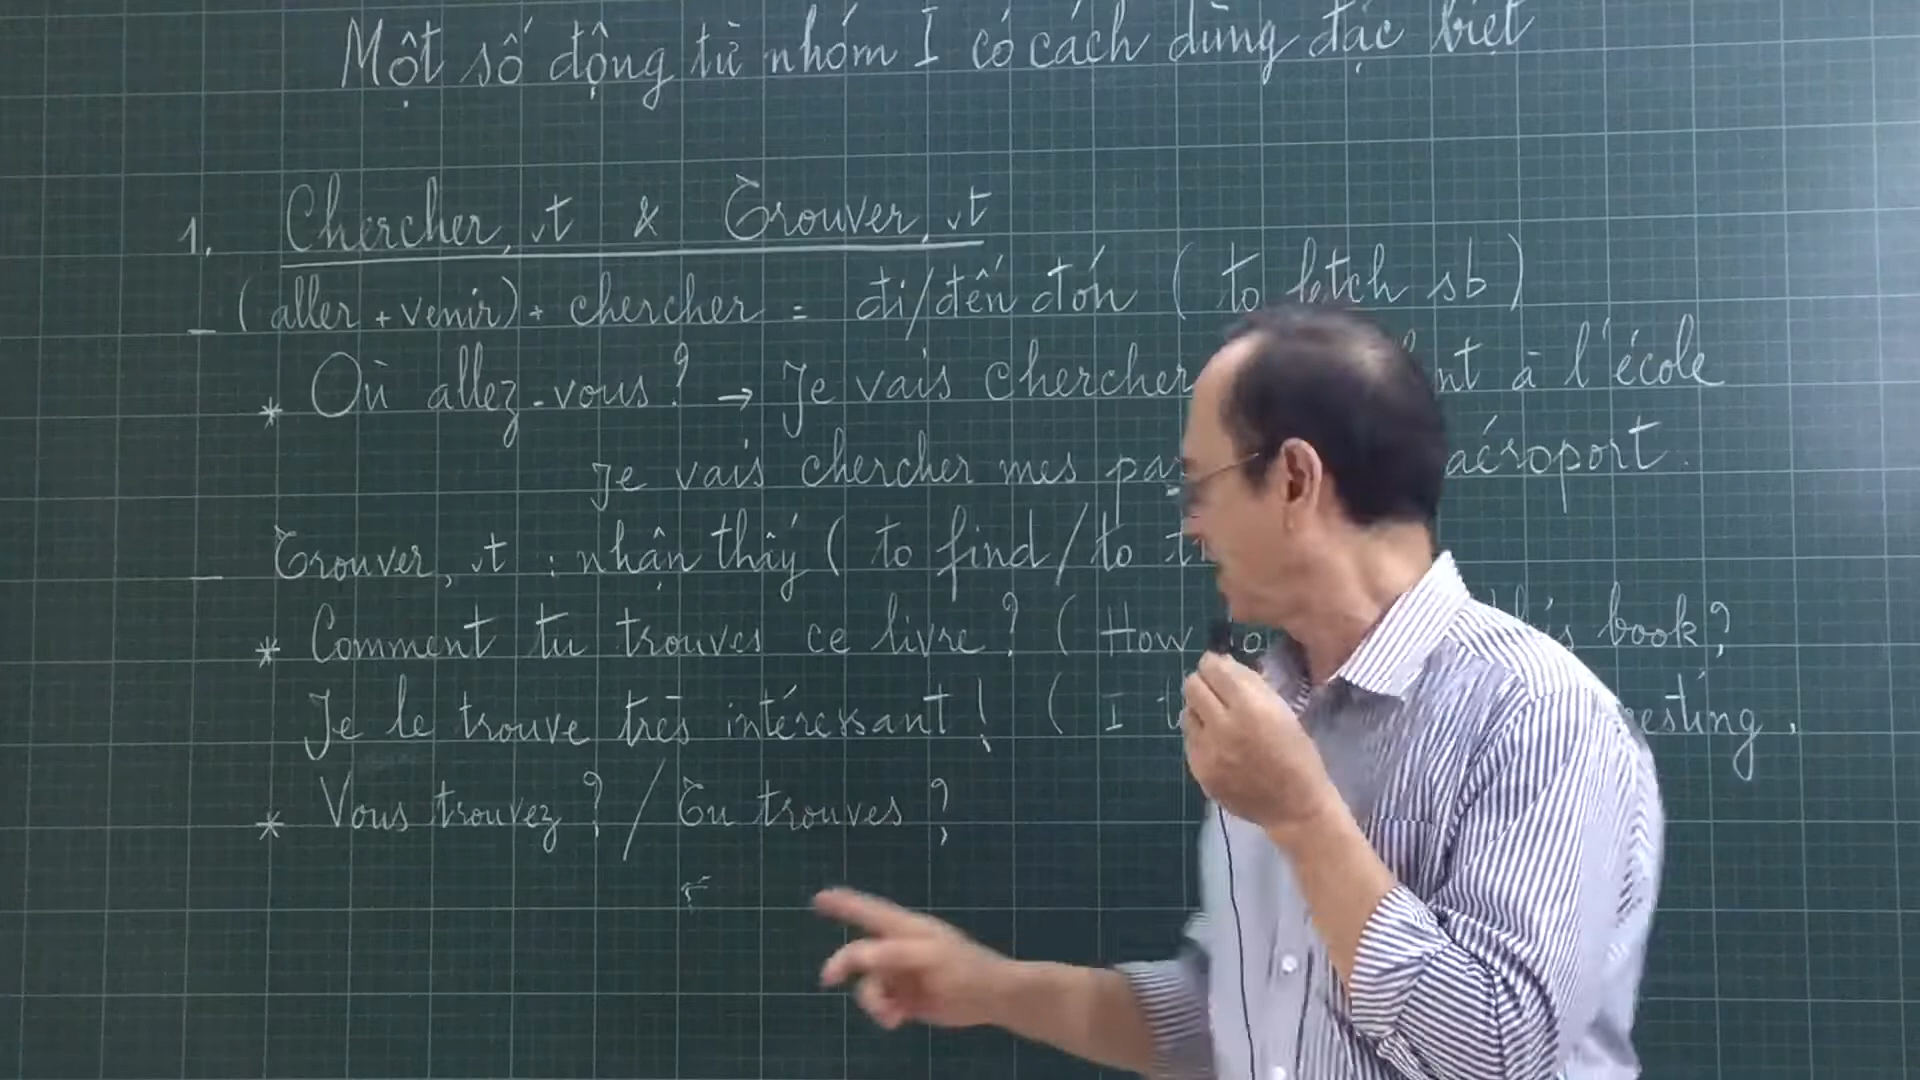 Một số động từ nhóm I có cách dùng đặc biệt
1. Chercher, vt & Trouver, vt
_ (aller + venir) + chercher = đi/đến đón ( to fetch sb )
* Où allez-vous? → Je vais chercher à l'école
Je vais chercher mes aéroport.
_ Trouver, vt : nhận thấy ( to find / to
* Comment tu trouves ce livre? ( How book?
Je le trouve très intéressant! ( I
* Vous trouvez? / Tu trouves?